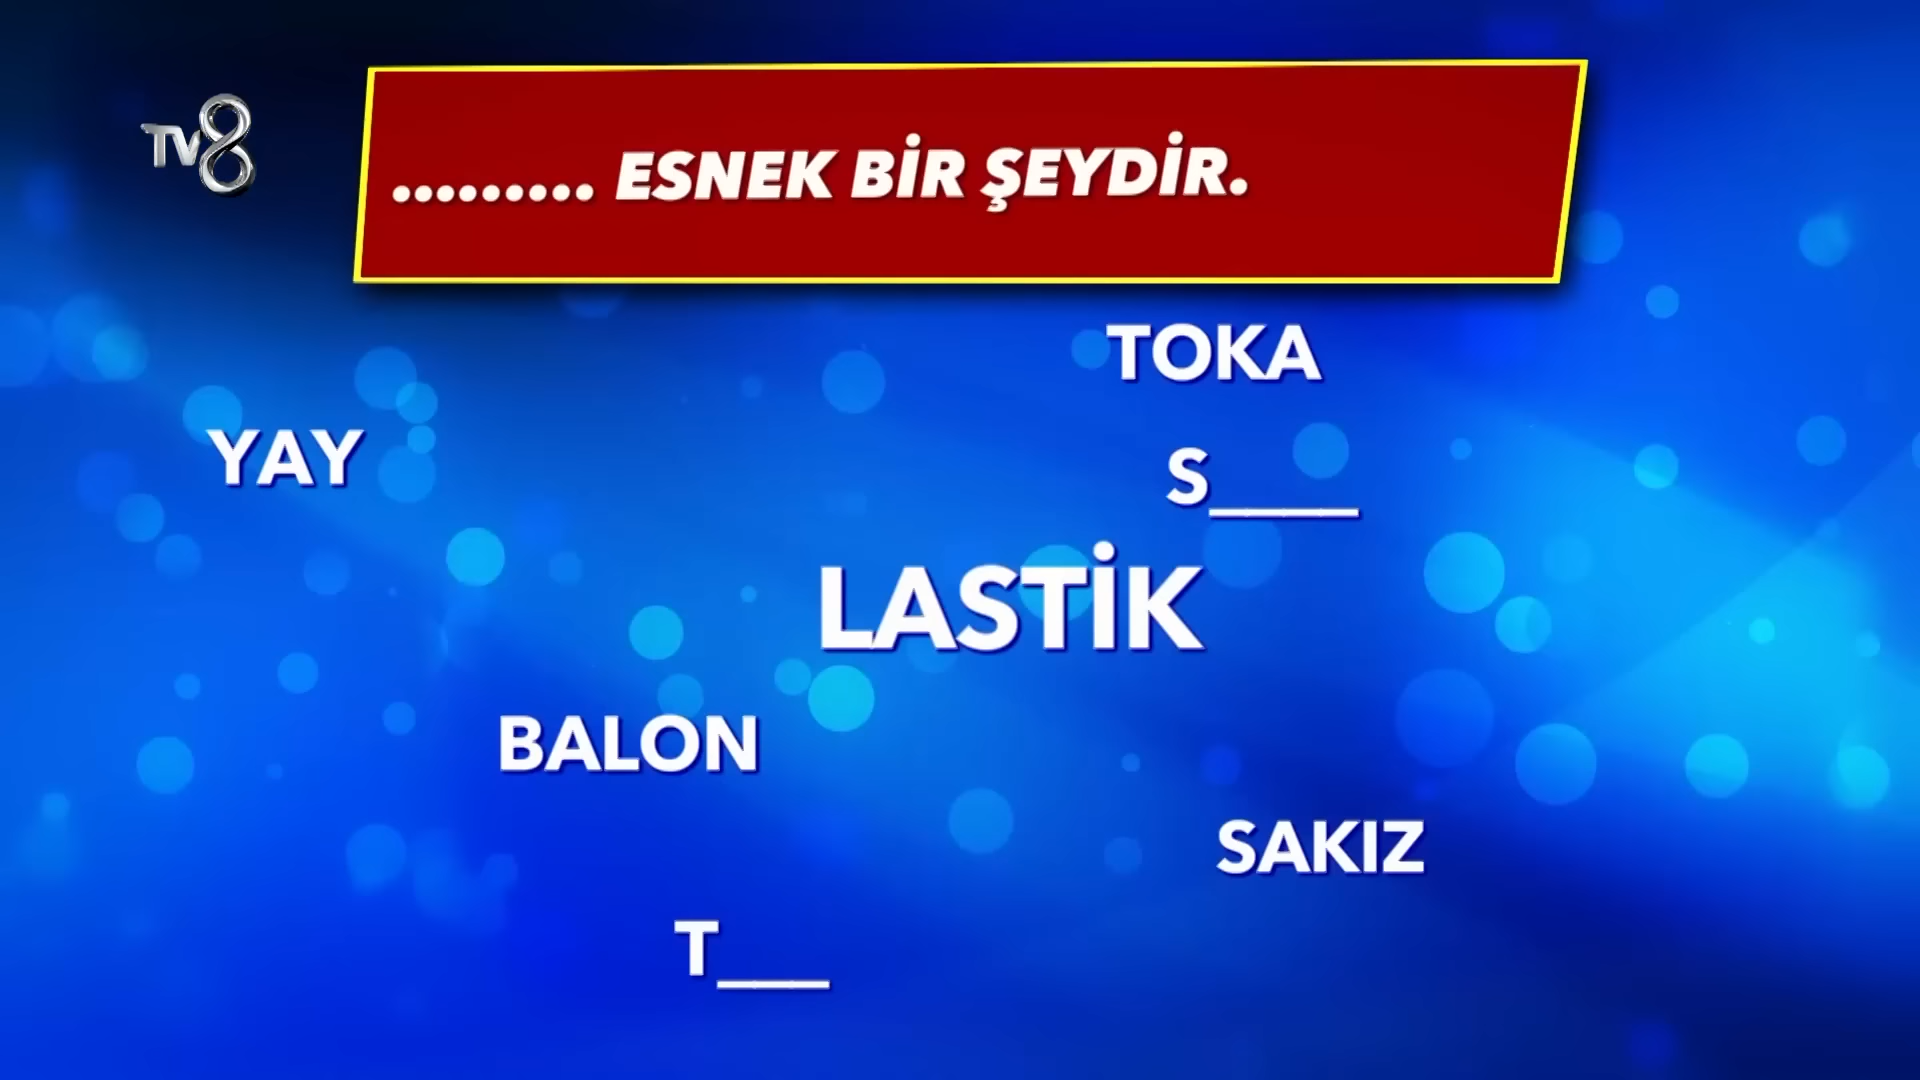 TV8
......... ESNEK BİR ŞEYDİR.
TOKA
YAY
S____
LASTİK
BALON
SAKIZ
T___